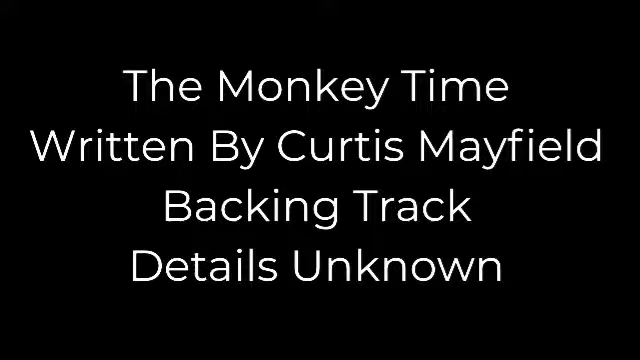 The Monkey Time
Written By Curtis Mayfield
Backing Track
Details Unknown